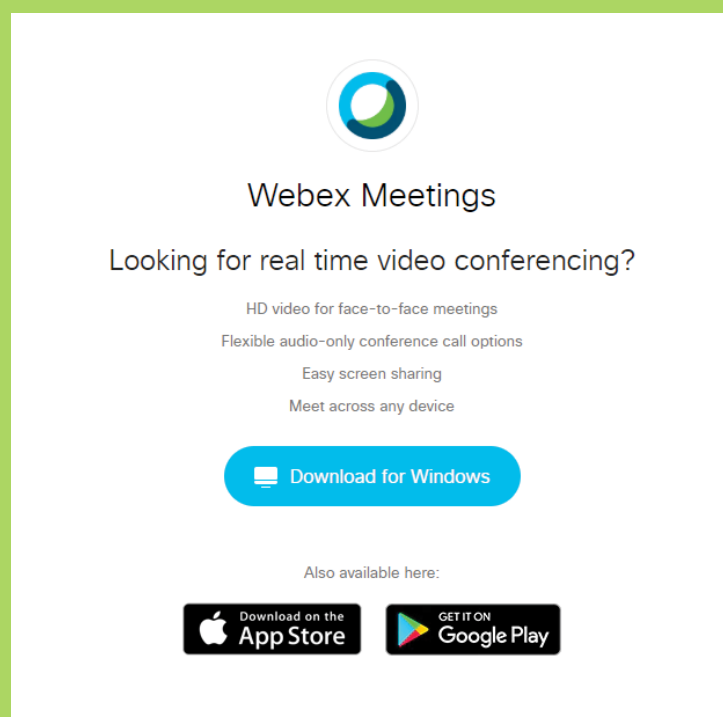 Webex Meetings
Looking for real time video conferencing?
HD video for face-to-face meetings
Flexible audio-only conference call options
Easy screen sharing
Meet across any device
Download for Windows
Also available here:
Download on the
App Store
GET IT ON
Google Play